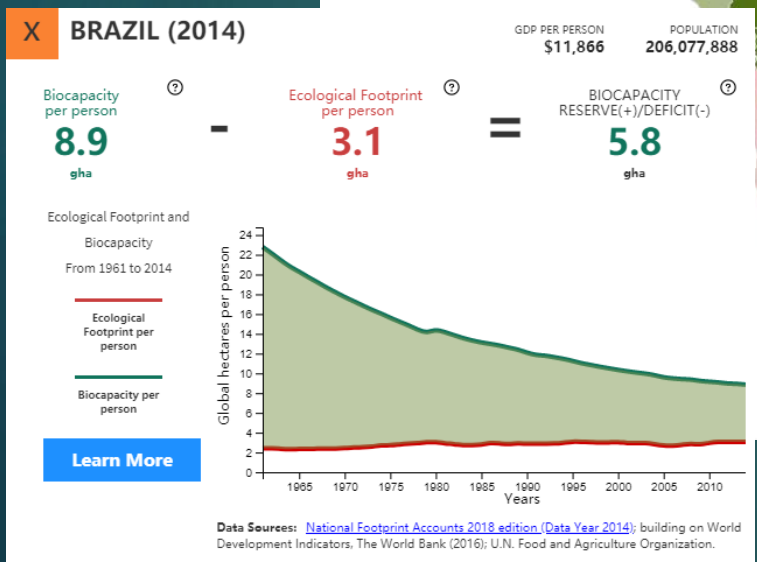 X
BRAZIL (2014)
GDP PER PERSON
$11,866
POPULATION
206,077,888
Biocapacity
per person
8.9
gha
?
-
Ecological Footprint
per person
3.1
gha
?
=
BIOCAPACITY
RESERVE(+)/DEFICIT(-)
5.8
gha
?
Ecological Footprint and
Biocapacity
From 1961 to 2014
Ecological
Footprint per
person
Biocapacity per
person
Learn More
Global hectares per person
24
22
20
18
16
14
12
10
8
6
4
2
0
1965 1970 1975 1980 1985 1990 1995 2000 2005 2010
Years
Data Sources: National Footprint Accounts 2018 edition (Data Year 2014); building on World
Development Indicators, The World Bank (2016); U.N. Food and Agriculture Organization.